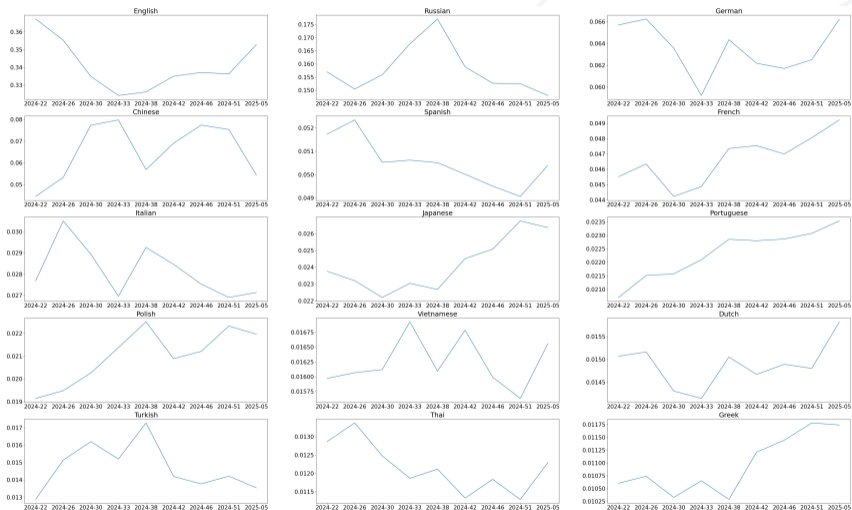 English
Russian
German
0.36
0.35
0.34
0.33
0.175
0.170
0.165
0.160
0.155
0.150
0.066
0.064
0.062
0.060
2024-22 2024-26 2024-30 2024-33 2024-38 2024-42 2024-46 2024-51 2025-05
2024-22 2024-26 2024-30 2024-33 2024-38 2024-42 2024-46 2024-51 2025-05
2024-22 2024-26 2024-30 2024-33 2024-38 2024-42 2024-46 2024-51 2025-05
Chinese
Spanish
French
0.08
0.07
0.06
0.05
0.052
0.051
0.050
0.049
0.049
0.048
0.047
0.046
0.045
0.044
2024-22 2024-26 2024-30 2024-33 2024-38 2024-42 2024-46 2024-51 2025-05
2024-22 2024-26 2024-30 2024-33 2024-38 2024-42 2024-46 2024-51 2025-05
2024-22 2024-26 2024-30 2024-33 2024-38 2024-42 2024-46 2024-51 2025-05
Italian
Japanese
Portuguese
0.030
0.029
0.028
0.027
0.026
0.025
0.024
0.023
0.022
0.0235
0.0230
0.0225
0.0220
0.0215
0.0210
2024-22 2024-26 2024-30 2024-33 2024-38 2024-42 2024-46 2024-51 2025-05
2024-22 2024-26 2024-30 2024-33 2024-38 2024-42 2024-46 2024-51 2025-05
2024-22 2024-26 2024-30 2024-33 2024-38 2024-42 2024-46 2024-51 2025-05
Polish
Vietnamese
Dutch
0.022
0.021
0.020
0.019
0.01675
0.01650
0.01625
0.01600
0.01575
0.0155
0.0150
0.0145
2024-22 2024-26 2024-30 2024-33 2024-38 2024-42 2024-46 2024-51 2025-05
2024-22 2024-26 2024-30 2024-33 2024-38 2024-42 2024-46 2024-51 2025-05
2024-22 2024-26 2024-30 2024-33 2024-38 2024-42 2024-46 2024-51 2025-05
Turkish
Thai
Greek
0.017
0.016
0.015
0.014
0.013
0.0130
0.0125
0.0120
0.0115
0.01175
0.01150
0.01125
0.01100
0.01075
0.01050
0.01025
2024-22 2024-26 2024-30 2024-33 2024-38 2024-42 2024-46 2024-51 2025-05
2024-22 2024-26 2024-30 2024-33 2024-38 2024-42 2024-46 2024-51 2025-05
2024-22 2024-26 2024-30 2024-33 2024-38 2024-42 2024-46 2024-51 2025-05